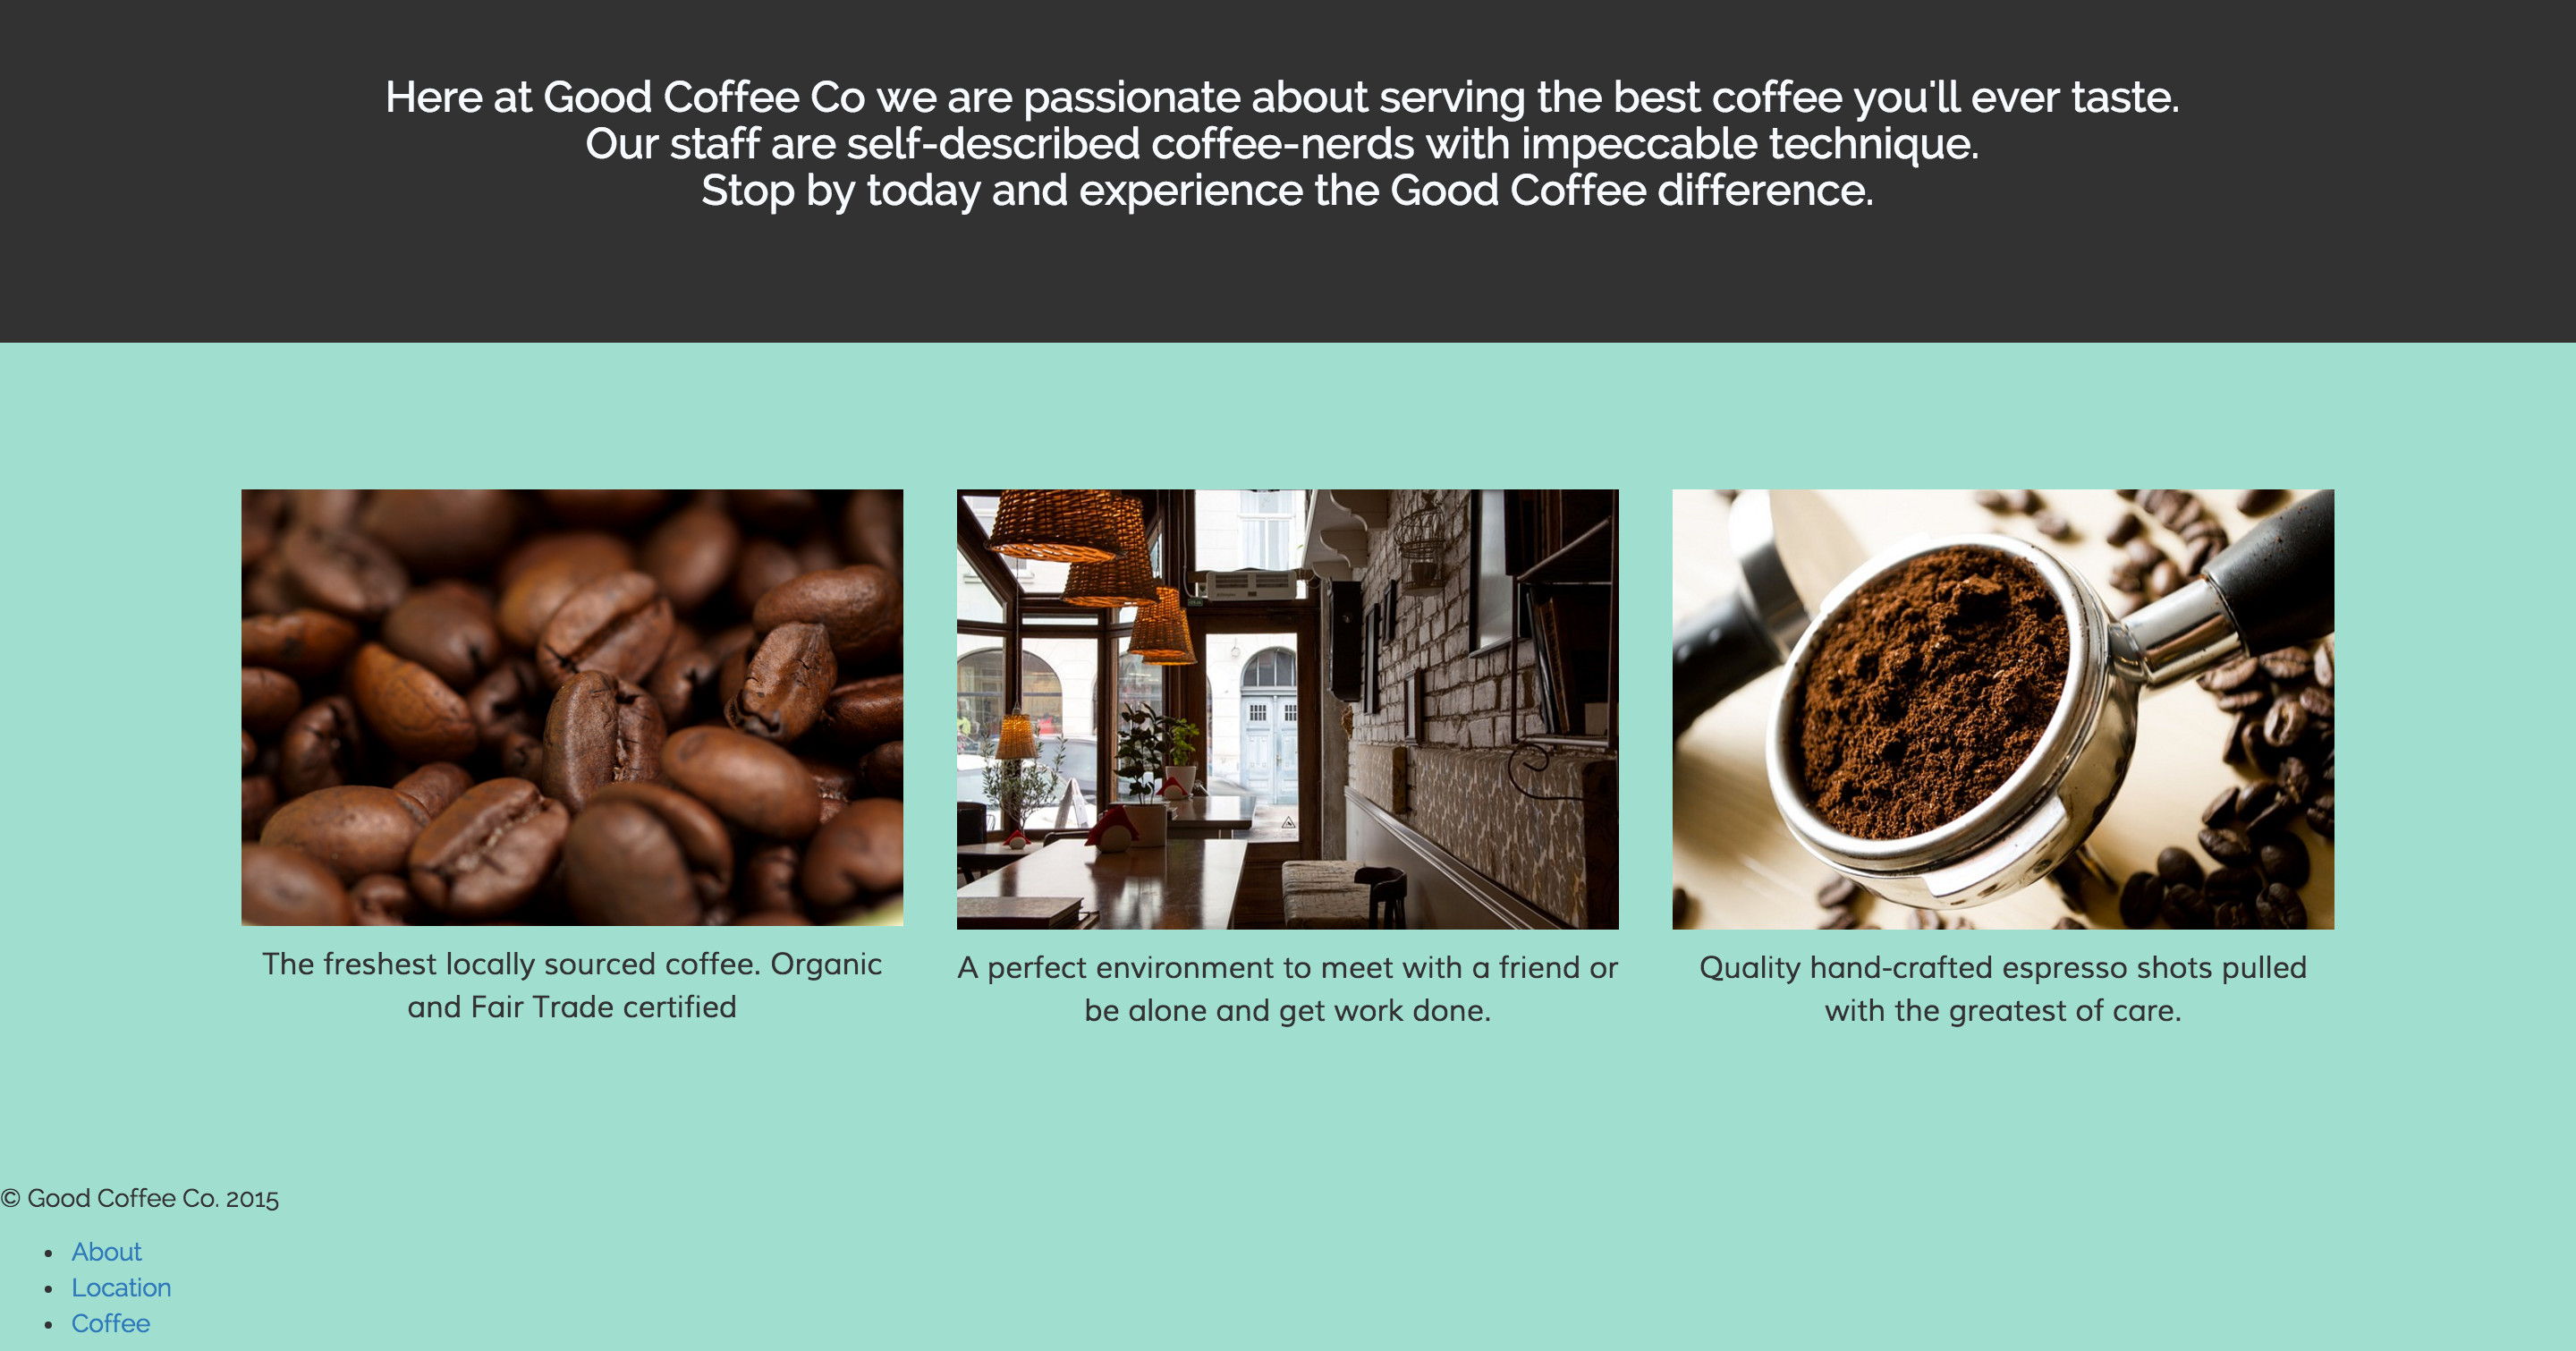 Here at Good Coffee Co we are passionate about serving the best coffee you'll ever taste.
Our staff are self-described coffee-nerds with impeccable technique.
Stop by today and experience the Good Coffee difference.
The freshest locally sourced coffee. Organic
and Fair Trade certified
A perfect environment to meet with a friend or
be alone and get work done.
Quality hand-crafted espresso shots pulled
with the greatest of care.
© Good Coffee Co. 2015
• About
• Location
• Coffee